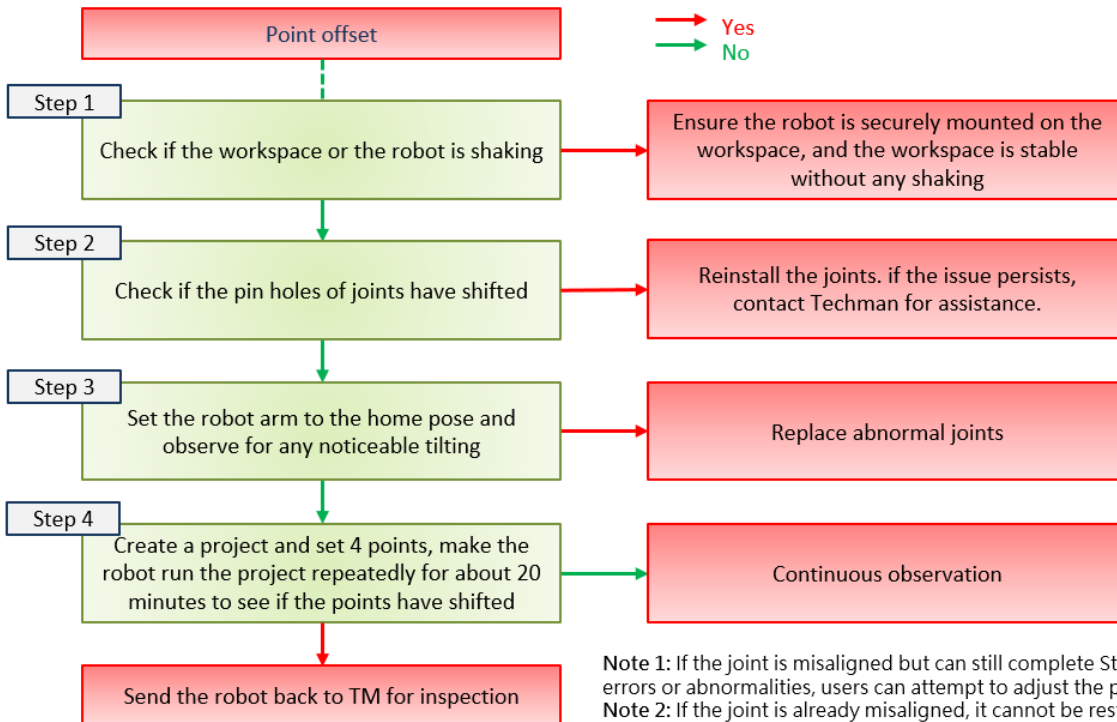 Point offset
Yes
No
Step 1
Check if the workspace or the robot is shaking
Ensure the robot is securely mounted on the
workspace, and the workspace is stable
without any shaking
Step 2
Check if the pin holes of joints have shifted
Reinstall the joints. if the issue persists,
contact Techman for assistance.
Step 3
Set the robot arm to the home pose and
observe for any noticeable tilting
Replace abnormal joints
Step 4
Create a project and set 4 points, make the
robot run the project repeatedly for about 20
minutes to see if the points have shifted
Continuous observation
Send the robot back to TM for inspection
Note 1: If the joint is misaligned but can still complete
errors or abnormalities, users can attempt to adjust the
Note 2: If the joint is already misaligned, it cannot be